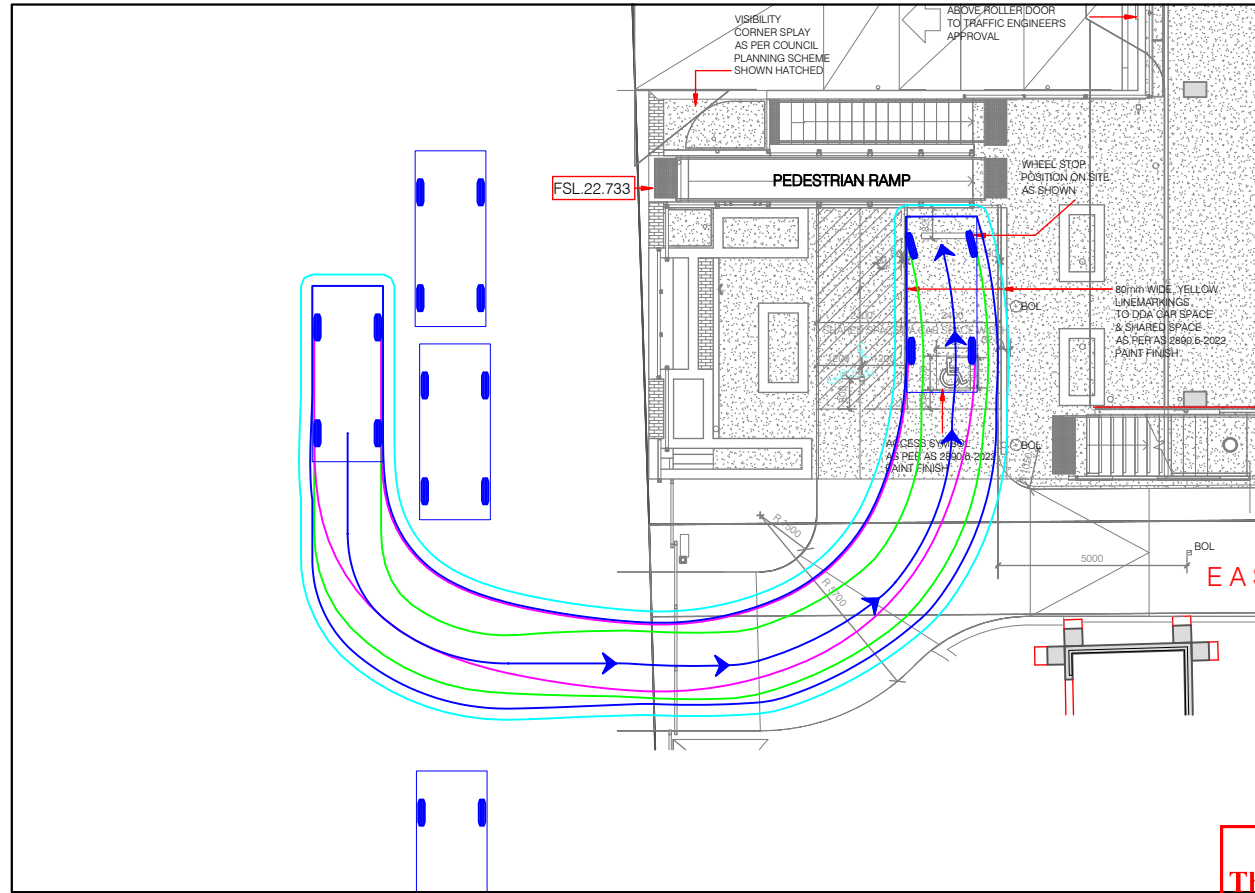 VISIBILITY
CORNER SPLAY
AS PER COUNCIL
PLANNING SCHEME
SHOWN HATCHED
ABOVE ROLLER DOOR
TO TRAFFIC ENGINEER'S
APPROVAL
FSL.22.733
PEDESTRIAN RAMP
WHEEL STOP
POSITION ON SITE
AS SHOWN
80mm WIDE YELLOW
LINEMARKINGS
TO DDA CAR SPACE
& SHARED SPACE
AS PER AS 2890.6-2022
PAINT FINISH
BOL
ACCESS SYMBOL
AS PER AS 2890.6-2022
PAINT FINISH
BOL
R 1500
R 5700
5000
BOL
EAS
TH